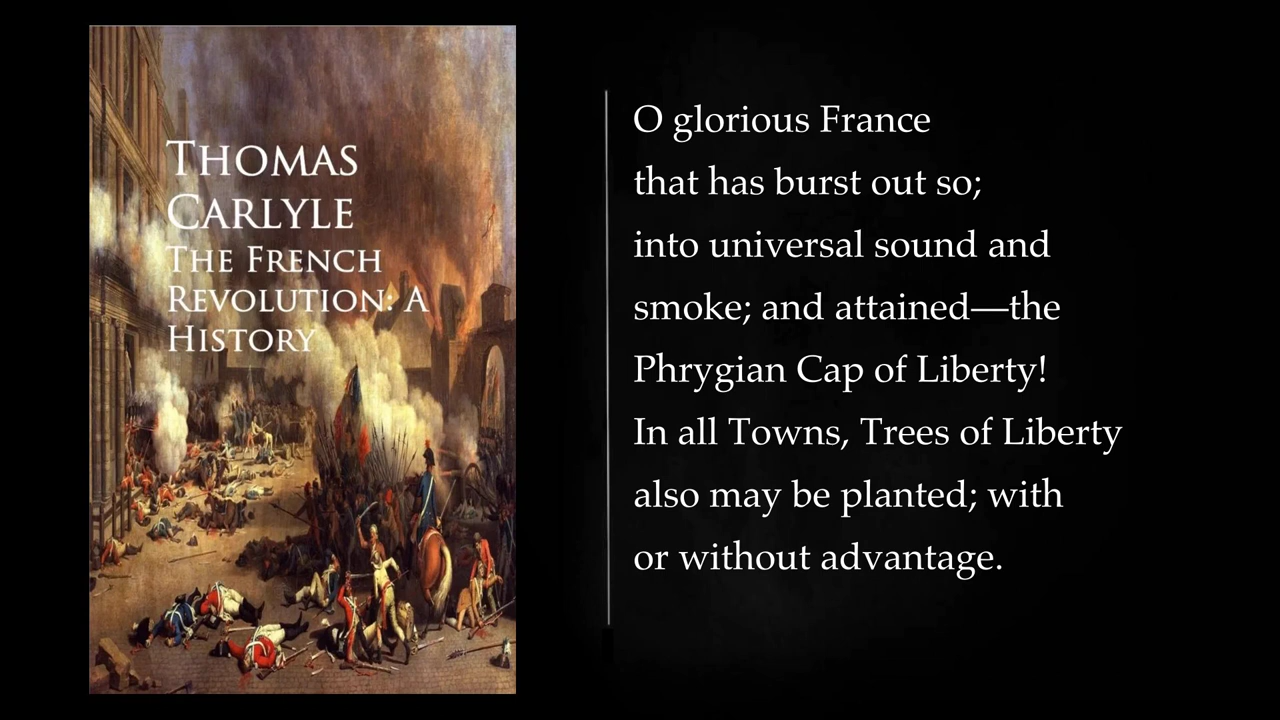 THOMAS
CARLYLE
THE FRENCH
REVOLUTION: A
HISTORY
O glorious France
that has burst out so;
into universal sound and
smoke; and attained—the
Phrygian Cap of Liberty!
In all Towns, Trees of Liberty
also may be planted; with
or without advantage.